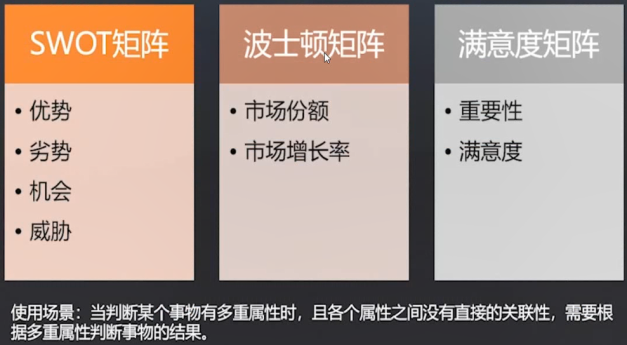 SWOT矩阵
• 优势
• 劣势
• 机会
• 威胁
波士顿矩阵
• 市场份额
• 市场增长率
满意度矩阵
• 重要性
• 满意度
使用场景：当判断某个事物有多重属性时，且各个属性之间没有直接的关联性，需要根
据多重属性判断事物的结果。